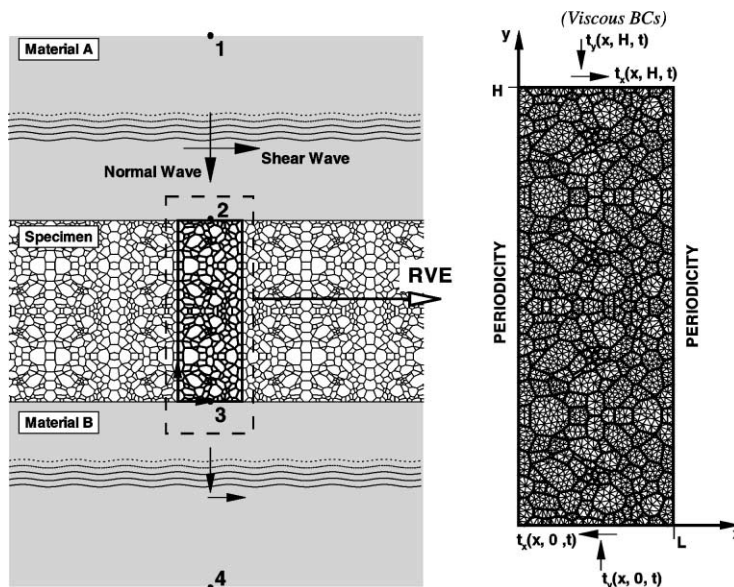 Material A
1
Normal Wave
Shear Wave
2
Specimen
RVE
3
Material B
4
(Viscous BCs)
y
t_y(x, H, t)
t_x(x, H, t)
H
PERIODICITY
PERIODICITY
t_x(x, 0 ,t)
L
t_y(x, 0, t)